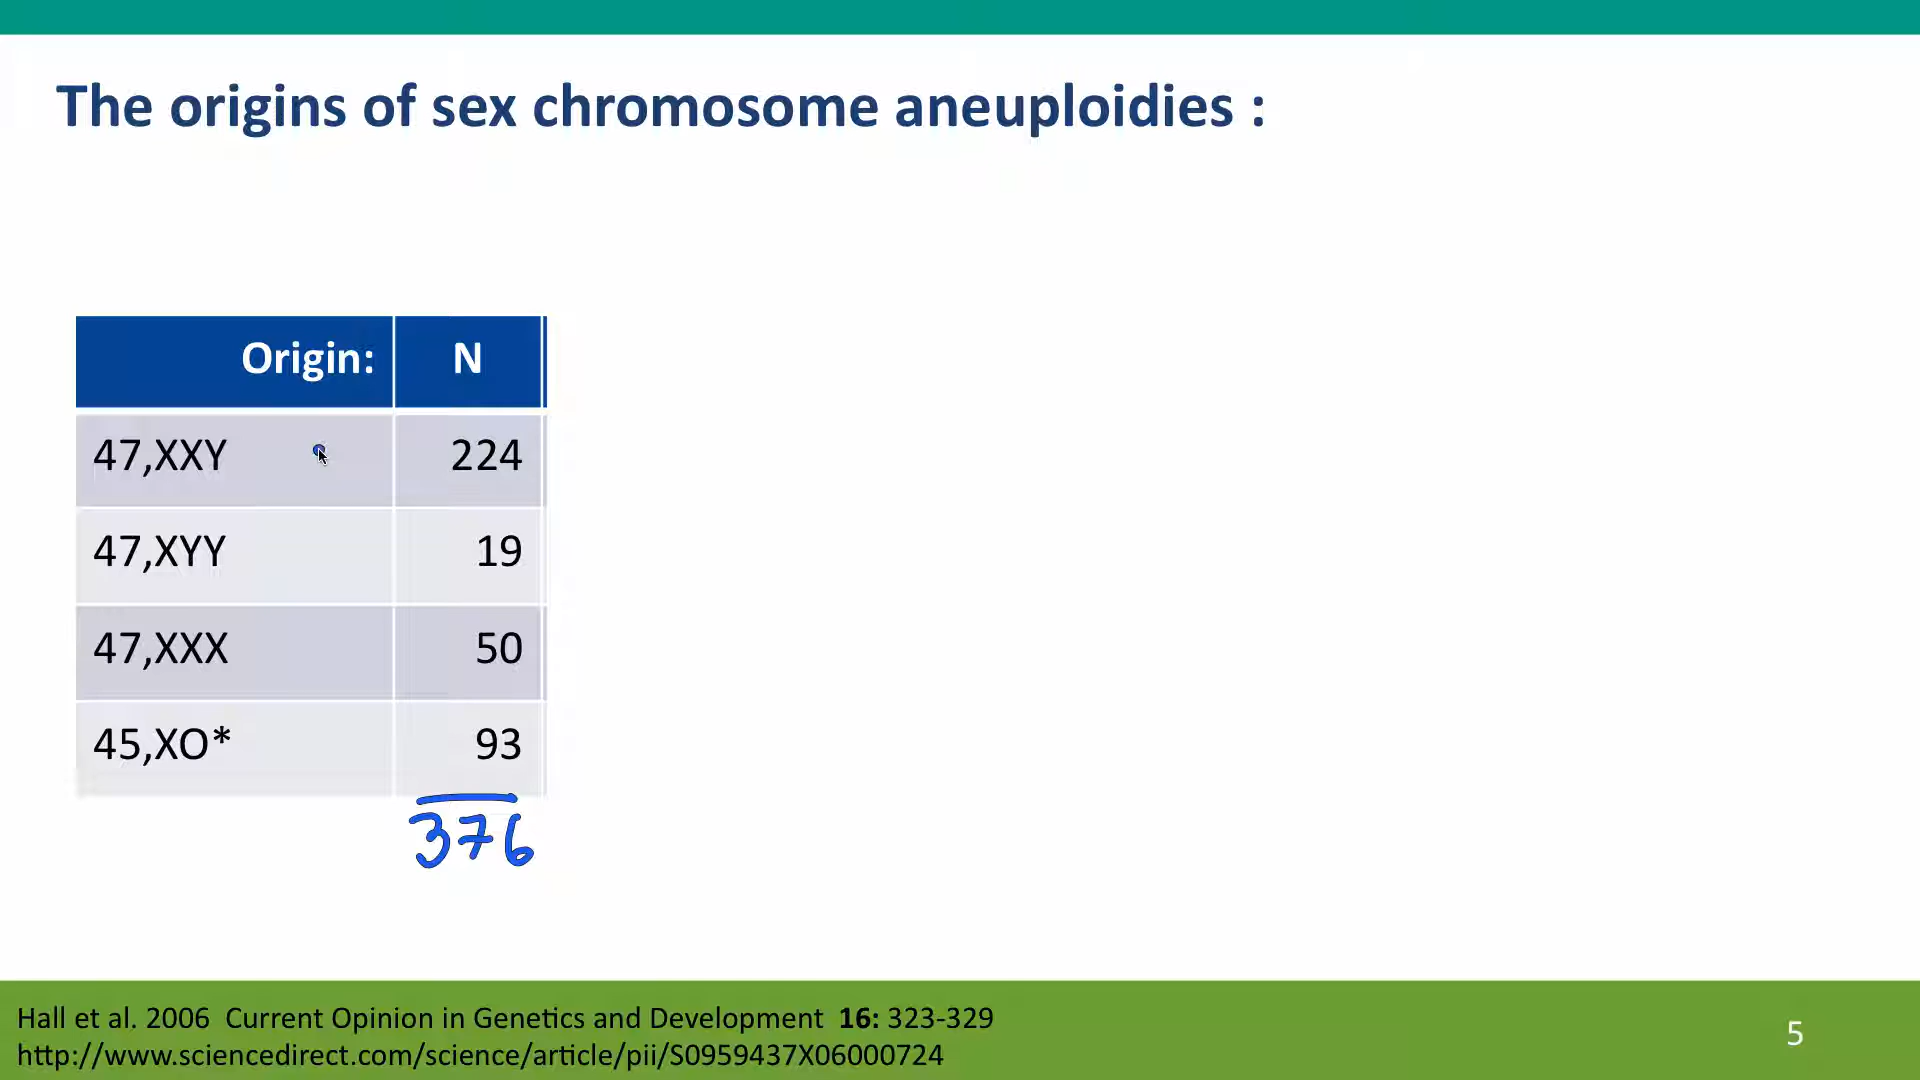 The origins of sex chromosome aneuploidies :
Origin: N
47,XXY 224
47,XYY 19
47,XXX 50
45,XO* 93
376
Hall et al. 2006 Current Opinion in Genetics and Development 16: 323-329
http://www.sciencedirect.com/science/article/pii/S0959437X06000724
5